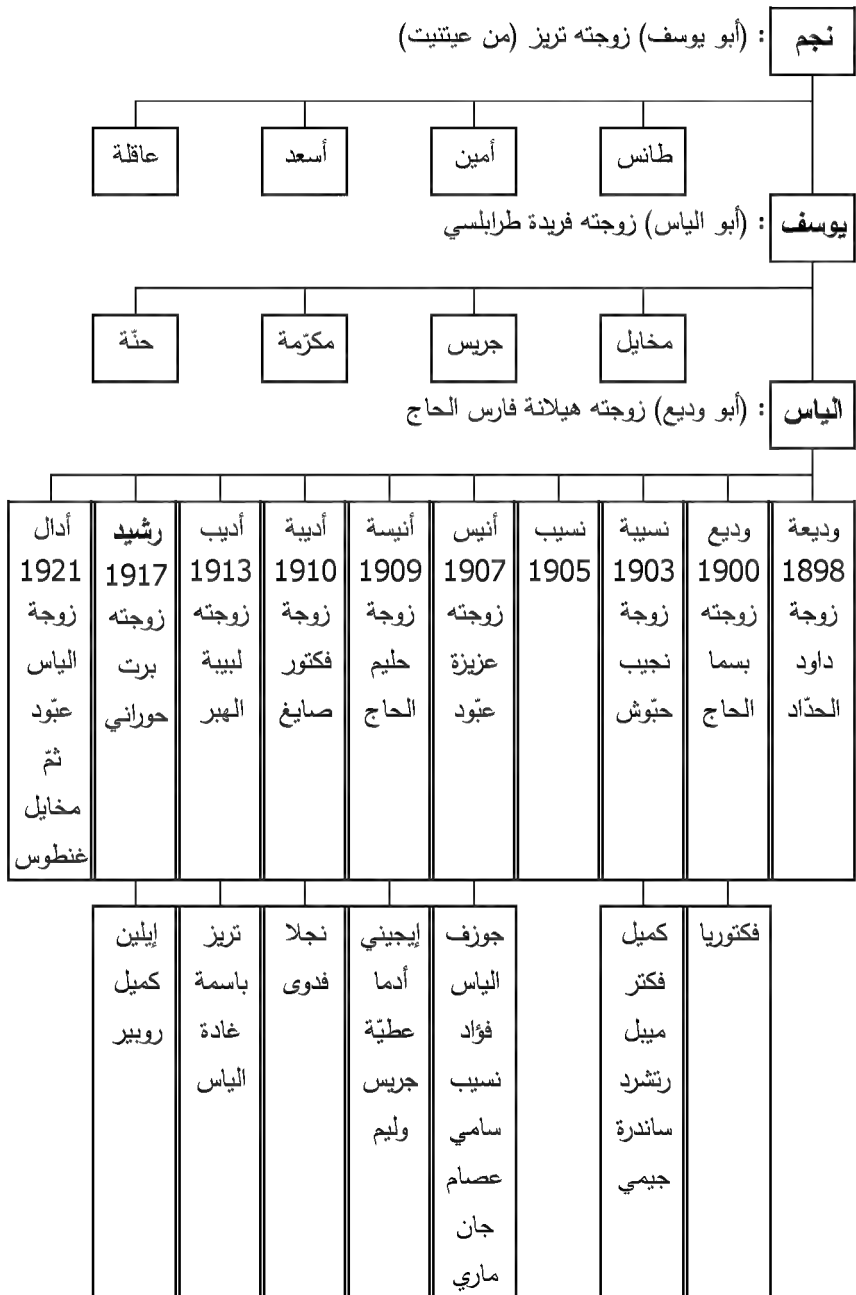 نجم : (أبو يوسف) زوجته تريز (من عيتنيت)
طانس
أمين
أسعد
عاقلة
يوسف : (أبو الياس) زوجته فريدة طرابلسي
مخايل
جريس
مكرّمة
حنّة
الياس : (أبو وديع) زوجته هيلانة فارس الحاج
وديعة
1898
زوجة
داود
الحدّاد
وديع
1900
زوجته
بسما
الحاج
نسيبة
1903
زوجة
نجيب
حبّوش
نسيب
1905
أنيس
1907
زوجته
عزيزة
عبّود
أنيسة
1909
زوجة
حليم
الحاج
أديبة
1910
زوجة
فكتور
صايغ
أديب
1913
زوجته
لبيبة
الهبر
رشيد
1917
زوجته
برت
حوراني
أدال
1921
زوجة
الياس
عبّود
ثمّ
مخايل
غنطوس
فكتوريا
كميل
فكتر
ميبل
رتشرد
ساندرة
جيمي
جوزف
الياس
فؤاد
نسيب
سامي
عصام
جان
ماري
إيجيني
أدما
عطيّة
جريس
وليم
نجلا
فدوى
تريز
باسمة
غادة
الياس
إيلين
كميل
روبير